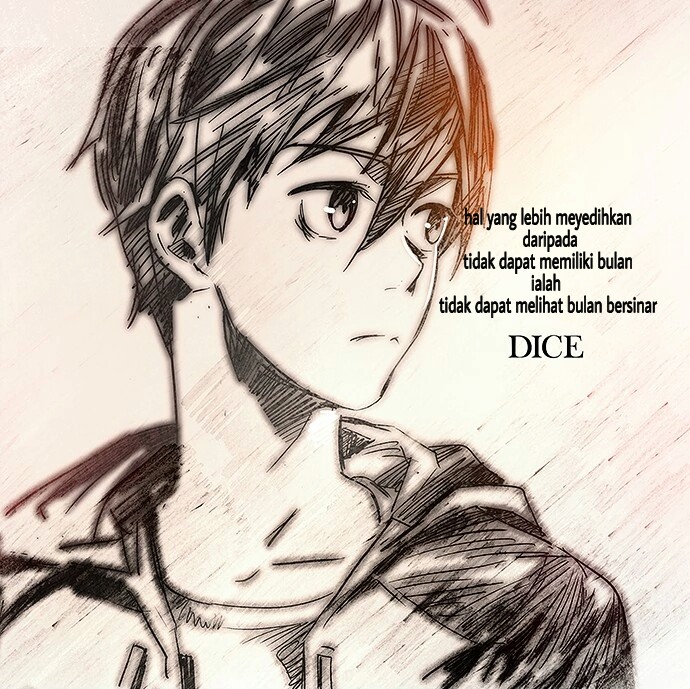 hal yang lebih meyedihkan
daripada
tidak dapat memiliki bulan
ialah
tidak dapat melihat bulan bersinar
DICE